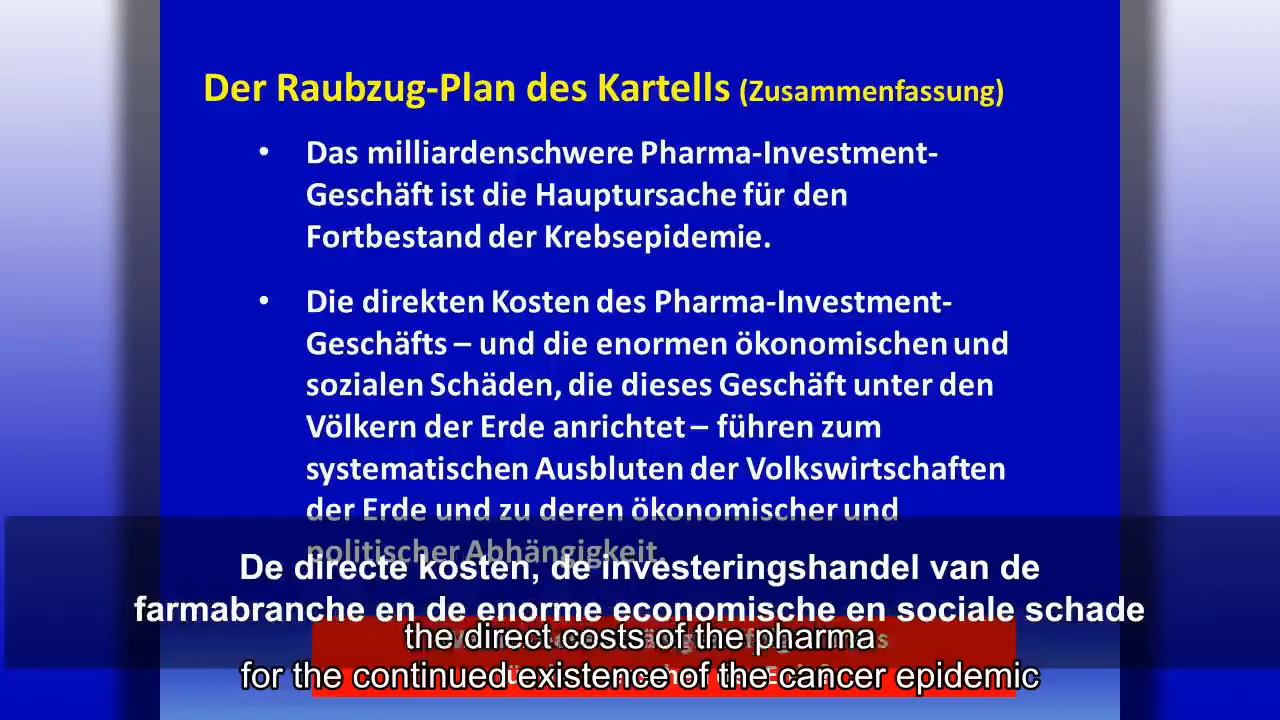 Der Raubzug-Plan des Kartells (Zusammenfassung)
• Das milliardenschwere Pharma-Investment-
Geschäft ist die Hauptursache für den
Fortbestand der Krebsepidemie.
• Die direkten Kosten des Pharma-Investment-
Geschäfts – und die enormen ökonomischen und
sozialen Schäden, die dieses Geschäft unter den
Völkern der Erde anrichtet – führen zum
systematischen Ausbluten der Volkswirtschaften
der Erde und zu deren ökonomischer und
politischer Abhängigkeit.
De directe kosten, de investeringshandel van de
farmabranche en de enorme economische en sociale schade
the direct costs of the pharma
for the continued existence of the cancer epidemic